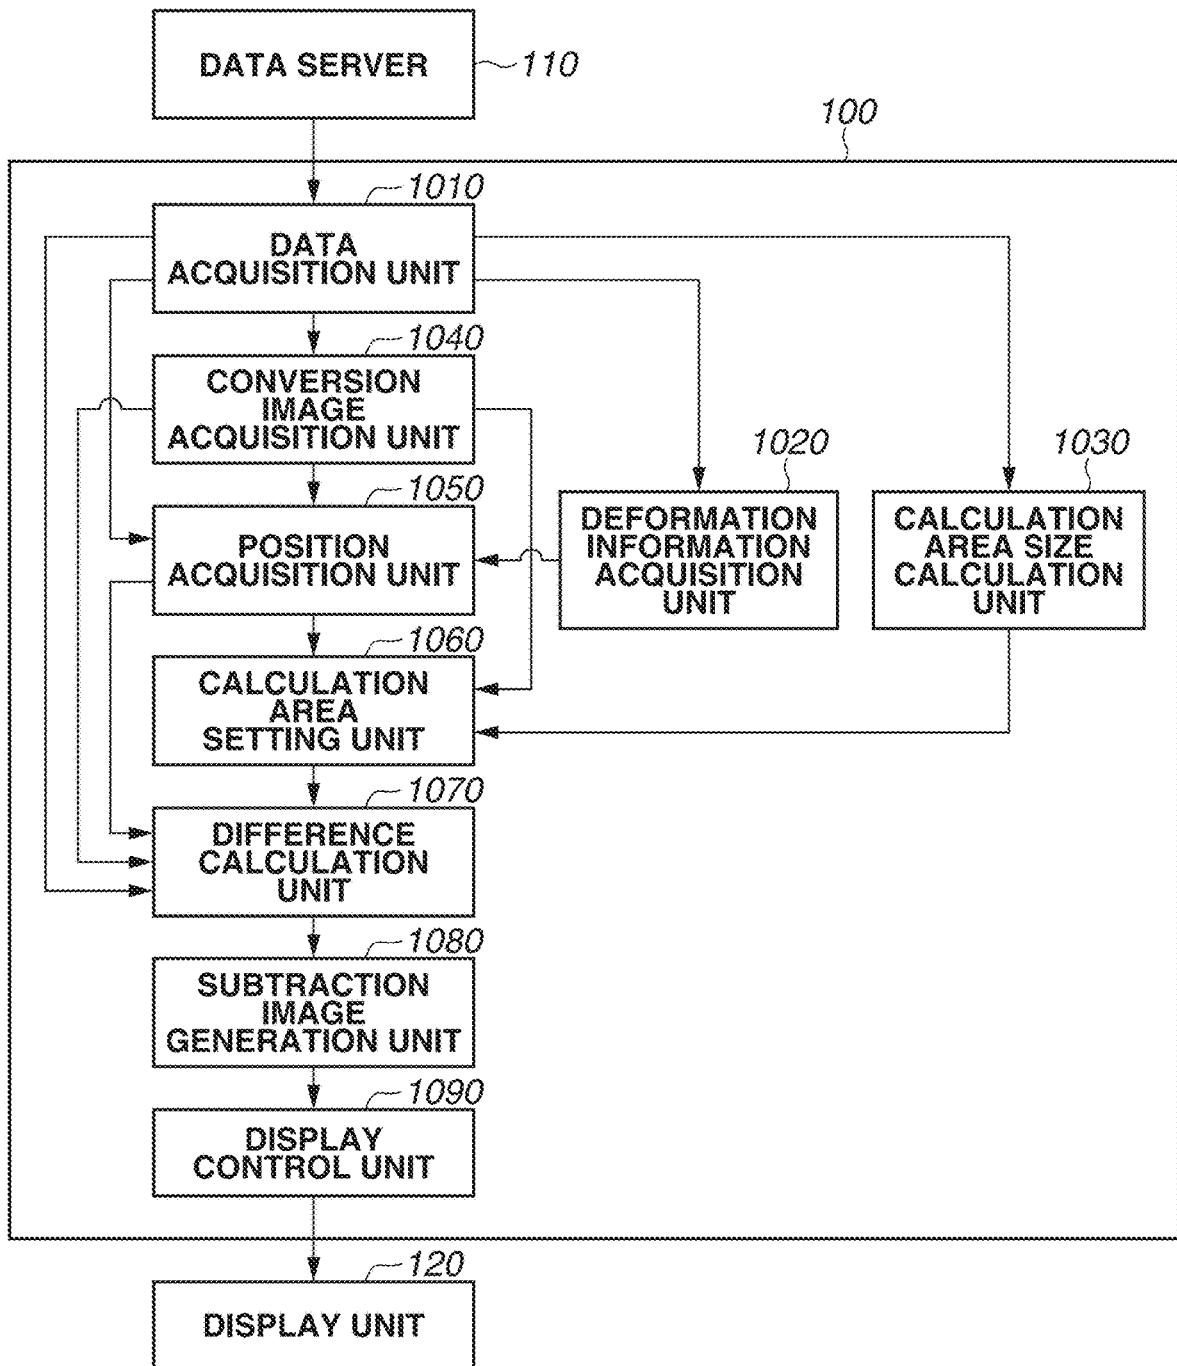 DATA SERVER
110
100
1010
DATA
ACQUISITION UNIT
1040
CONVERSION
IMAGE
ACQUISITION UNIT
1020
DEFORMATION
INFORMATION
ACQUISITION
UNIT
1030
CALCULATION
AREA SIZE
CALCULATION
UNIT
1050
POSITION
ACQUISITION UNIT
1060
CALCULATION
AREA
SETTING UNIT
1070
DIFFERENCE
CALCULATION
UNIT
1080
SUBTRACTION
IMAGE
GENERATION UNIT
1090
DISPLAY
CONTROL UNIT
120
DISPLAY UNIT